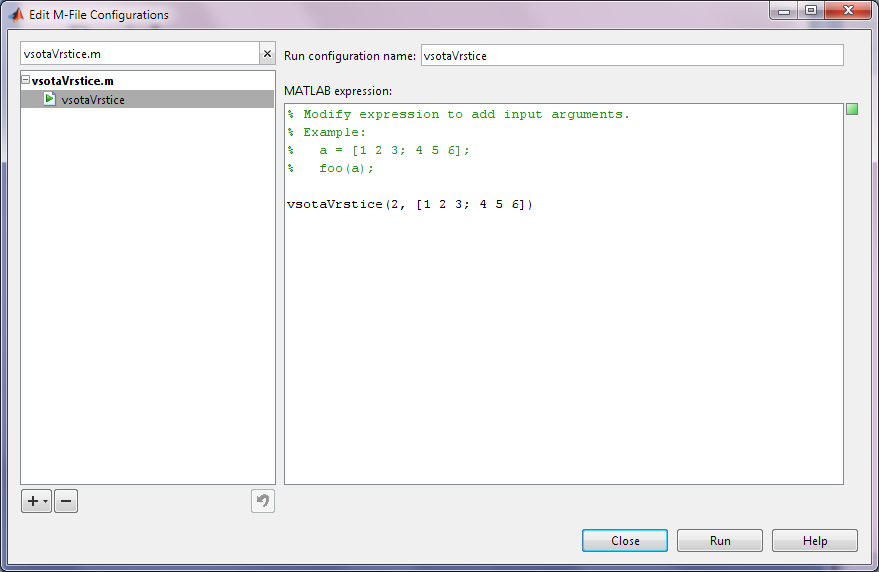 Edit M-File Configurations
vsotaVrstice.m
vsotaVrstice.m
vsotaVrstice
Run configuration name: vsotaVrstice
MATLAB expression:
% Modify expression to add input arguments.
% Example:
%   a = [1 2 3; 4 5 6];
%   foo(a);
vsotaVrstice(2, [1 2 3; 4 5 6])
Close Run Help